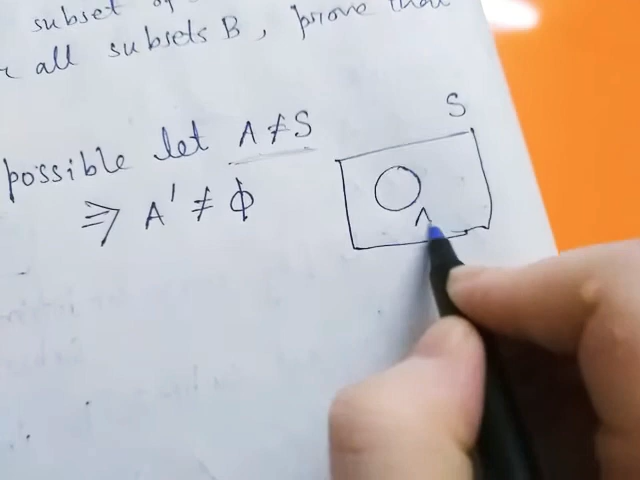 subset of
all subsets B, prove that
S
possible let A ≠ S
⇒ A' ≠ Φ